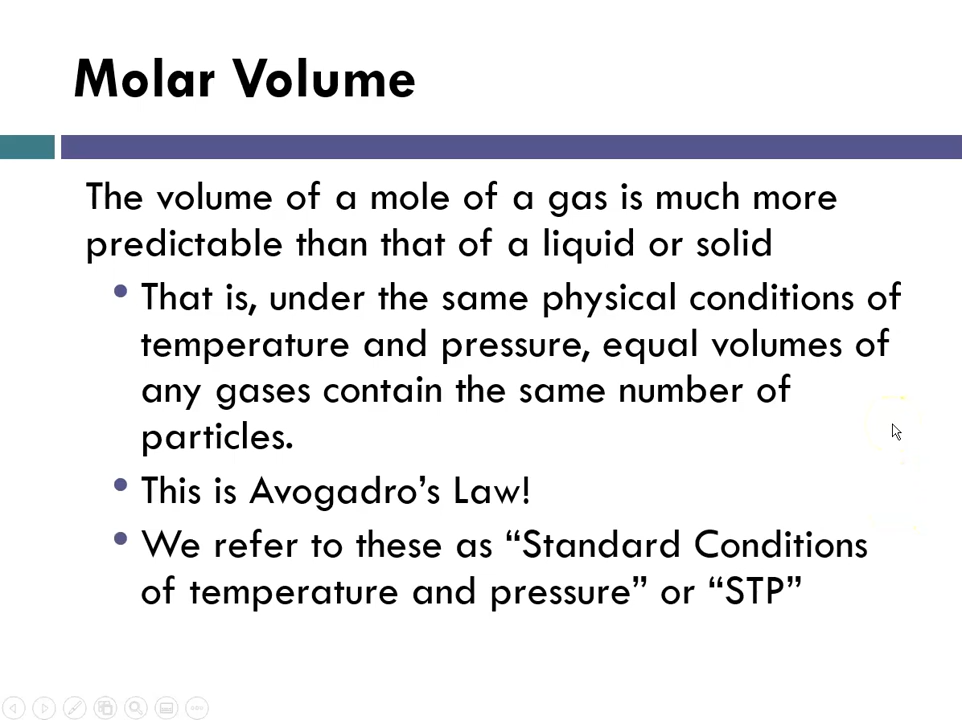 Molar Volume
The volume of a mole of a gas is much more
predictable than that of a liquid or solid
• That is, under the same physical conditions of
temperature and pressure, equal volumes of
any gases contain the same number of
particles.
• This is Avogadro’s Law!
• We refer to these as “Standard Conditions
of temperature and pressure” or “STP”